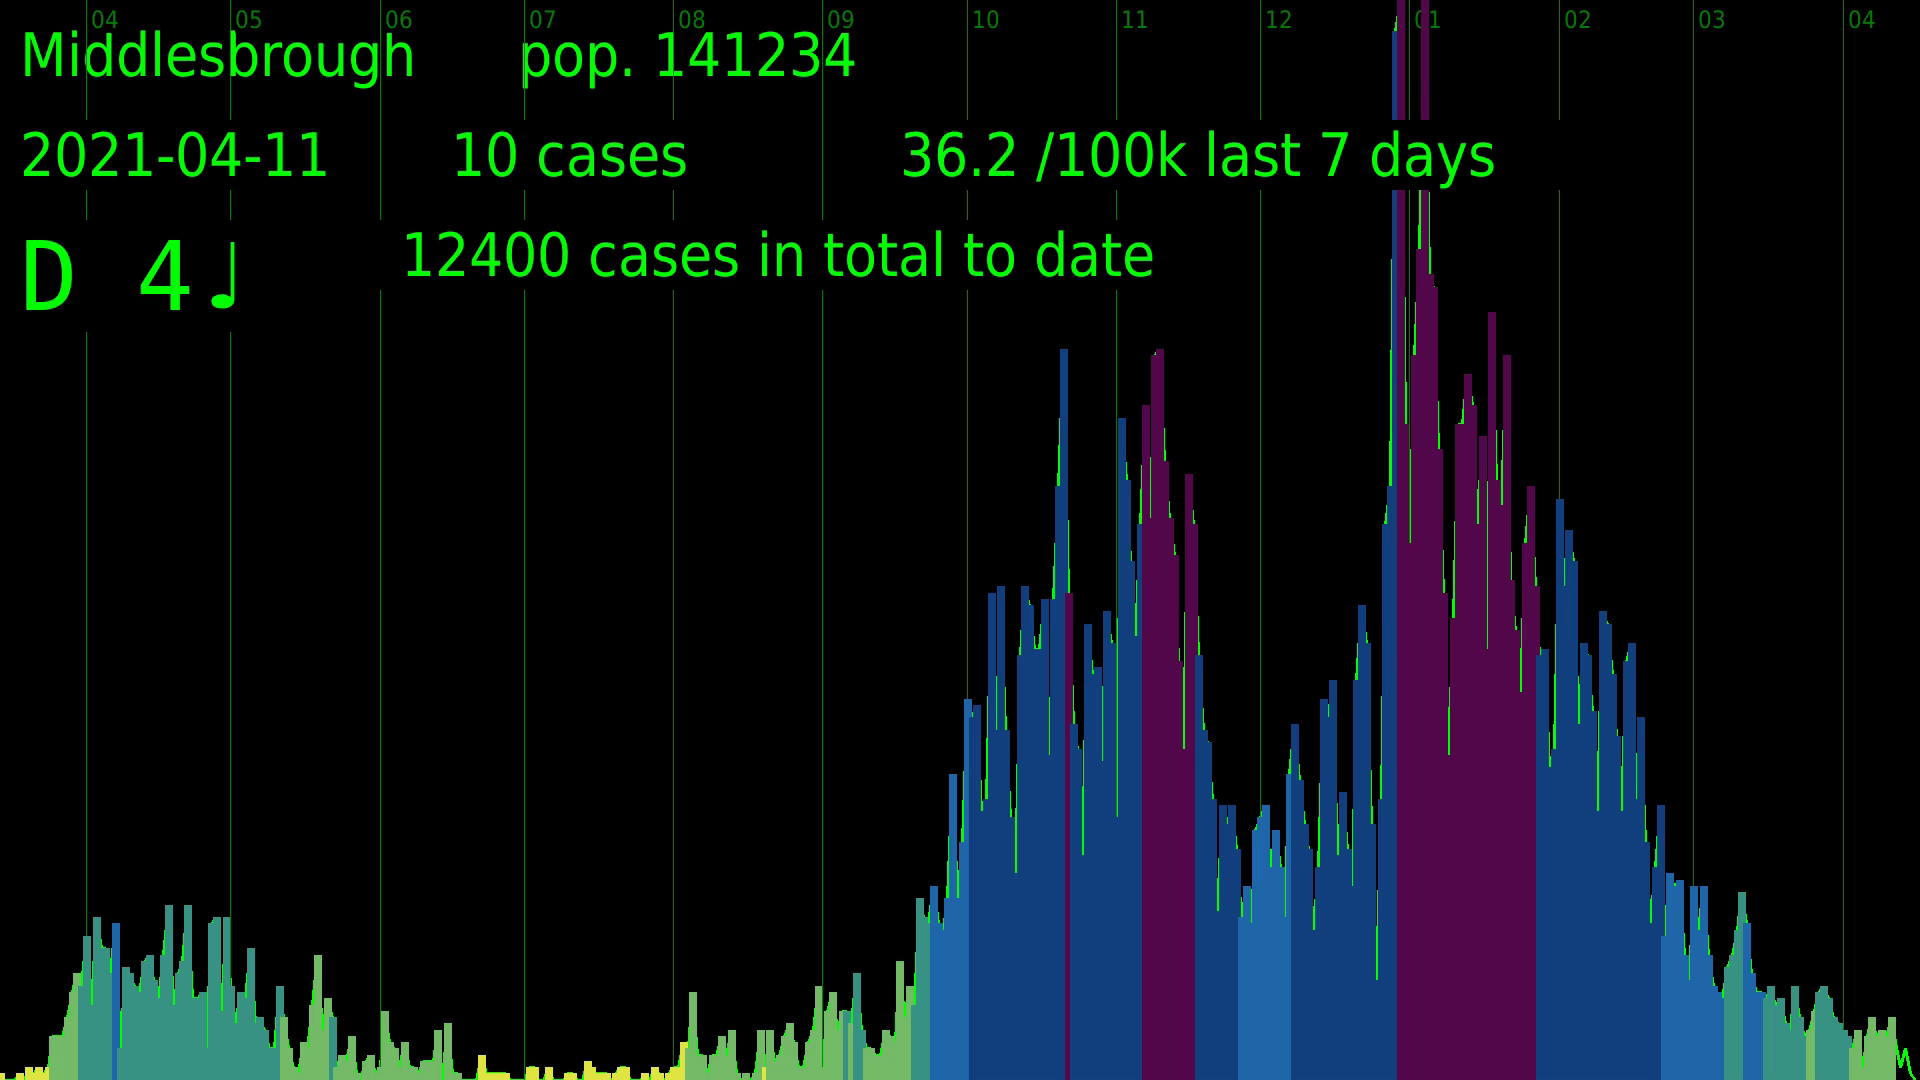 04 05 06 07 08 09 10 11 12 01 02 03 04
Middlesbrough pop. 141234
2021-04-11 10 cases 36.2 /100k last 7 days
D 4♩ 12400 cases in total to date